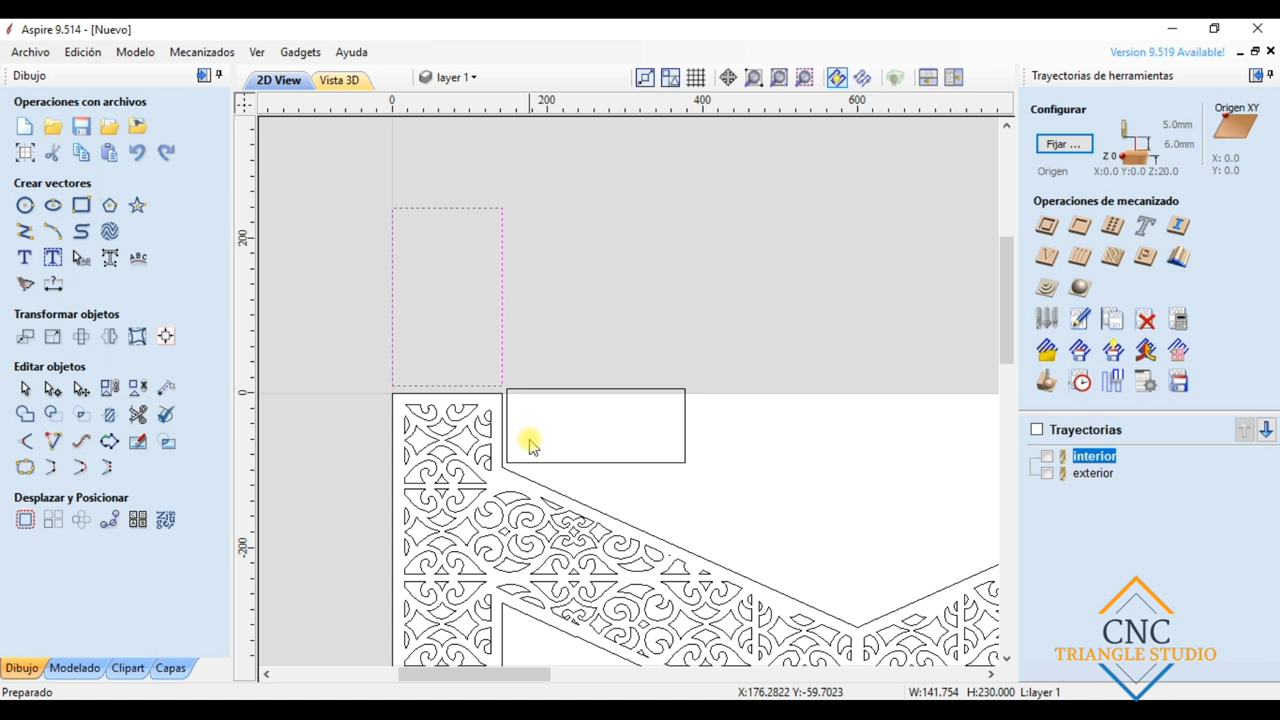 Aspire 9.514 - [Nuevo]
Archivo Edición Modelo Mecanizados Ver Gadgets Ayuda
Version 9.519 Available!
Dibujo
2D View Vista 3D
layer 1
Trayectorias de herramientas
Operaciones con archivos
Crear vectores
Transformar objetos
Editar objetos
Desplazar y Posicionar
0 200 400 600
200
0
-200
Configurar
Fijar ...
5.0mm
6.0mm
Z 0
Origen X:0.0 Y:0.0 Z:20.0
Origen XY
X: 0.0
Y: 0.0
Operaciones de mecanizado
Trayectorias
interior
exterior
CNC
TRIANGLE STUDIO
Dibujo Modelado Clipart Capas
Preparado
X:176.2822 Y:-59.7023
W:141.754 H:230.000 L:layer 1